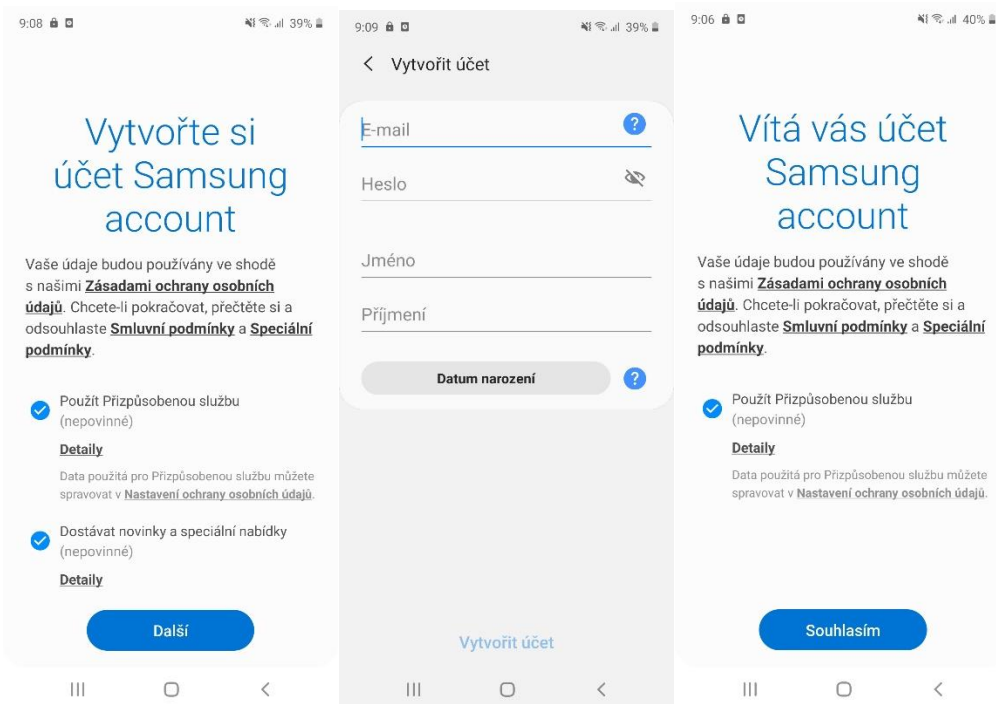 9:08 39%
Vytvořte si
účet Samsung
account
Vaše údaje budou používány ve shodě
s našimi Zásadami ochrany osobních
údajů. Chcete-li pokračovat, přečtěte si a
odsouhlaste Smluvní podmínky a Speciální
podmínky.
Použít Přizpůsobenou službu
(nepovinné)
Detaily
Data použitá pro Přizpůsobenou službu můžete
spravovat v Nastavení ochrany osobních údajů.
Dostávat novinky a speciální nabídky
(nepovinné)
Detaily
Další
9:09 39%
Vytvořit účet
E-mail
?
Heslo
Jméno
Příjmení
Datum narození
?
Vytvořit účet
9:06 40%
Vítá vás účet
Samsung
account
Vaše údaje budou používány ve shodě
s našimi Zásadami ochrany osobních
údajů. Chcete-li pokračovat, přečtěte si a
odsouhlaste Smluvní podmínky a Speciální
podmínky.
Použít Přizpůsobenou službu
(nepovinné)
Detaily
Data použitá pro Přizpůsobenou službu můžete
spravovat v Nastavení ochrany osobních údajů.
Souhlasím